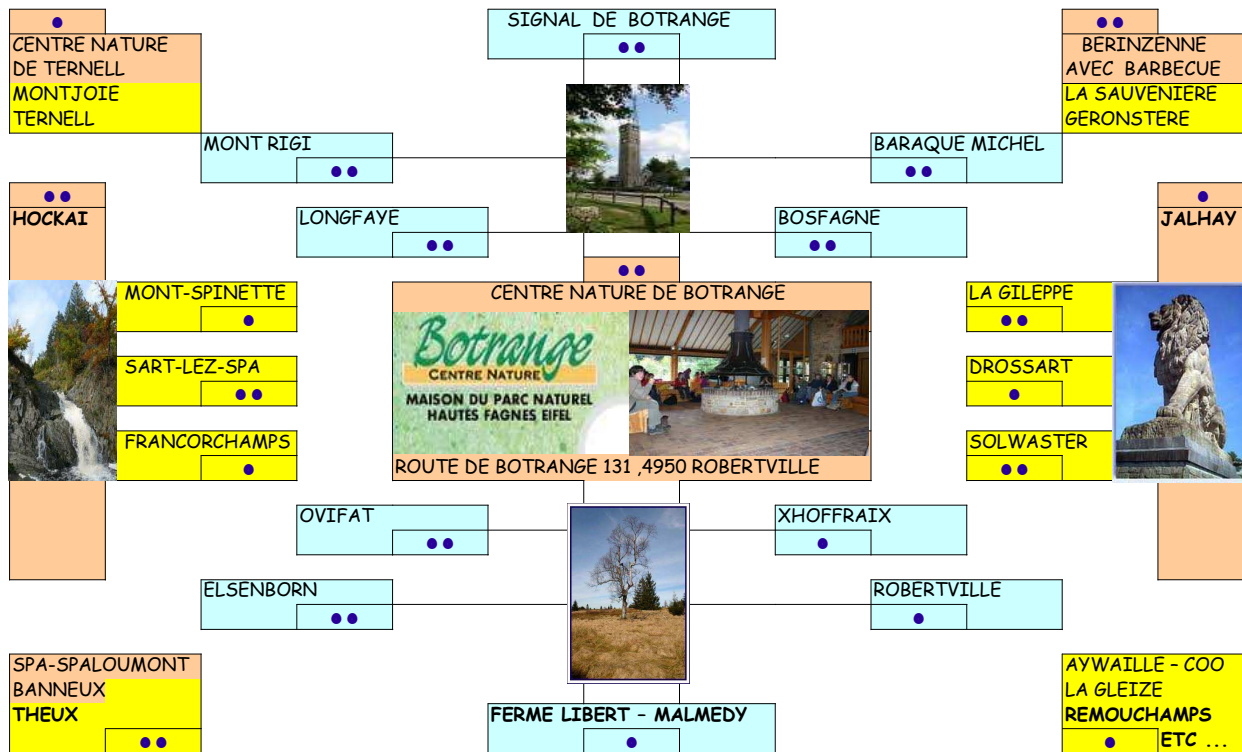 SIGNAL DE BOTRANGE
CENTRE NATURE
DE TERNELL
MONTJOIE
TERNELL
BERINZENNE
AVEC BARBECUE
LA SAUVENIERE
GERONSTERE
MONT RIGI
BARAQUE MICHEL
HOCKAI
LONGFAYE
BOSFAGNE
JALHAY
MONT-SPINETTE
CENTRE NATURE DE BOTRANGE
LA GILEPPE
Botrange
CENTRE NATURE
MAISON DU PARC NATUREL
HAUTES FAGNES EIFEL
SART-LEZ-SPA
DROSSART
FRANCORCHAMPS
SOLWASTER
ROUTE DE BOTRANGE 131 ,4950 ROBERTVILLE
OVIFAT
XHOFFRAIX
ELSENBORN
ROBERTVILLE
SPA-SPALOUMONT
BANNEUX
THEUX
FERME LIBERT - MALMEDY
AYWAILLE - COO
LA GLEIZE
REMOUCHAMPS
ETC ...